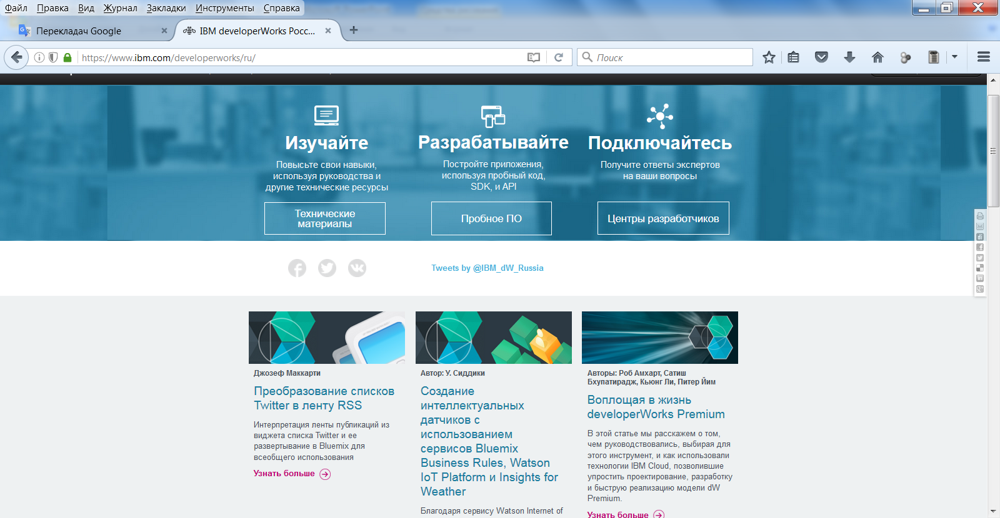 Файл Правка Вид Журнал Закладки Инструменты Справка
Перекладач Google
IBM developerWorks Росс...
https://www.ibm.com/developerworks/ru/
Поиск
Изучайте
Повысьте свои навыки,
используя руководства и
другие технические ресурсы
Технические
материалы
Разрабатывайте
Постройте приложения,
используя пробный код,
SDK, и API
Пробное ПО
Подключайтесь
Получите ответы экспертов
на ваши вопросы
Центры разработчиков
Tweets by @IBM_dW_Russia
Джозеф Маккарти
Преобразование списков
Twitter в ленту RSS
Интерпретация ленты публикаций из
виджета списка Twitter и ее
развертывание в Bluemix для
всеобщего использования
Узнать больше
Автор: У. Сиддики
Создание
интеллектуальных
датчиков с
использованием
сервисов Bluemix
Business Rules, Watson
IoT Platform и Insights for
Weather
Благодаря сервису Watson Internet of
Авторы: Роб Амхарт, Сатиш
Бхупатирадж, Кьюнг Ли, Питер Йим
Воплощая в жизнь
developerWorks Premium
В этой статье мы расскажем о том,
чем руководствовались, выбирая для
этого инструмент, и как использовали
технологии IBM Cloud, позволившие
упростить проектирование, разработку
и быструю реализацию модели dW
Premium.
Узнать больше